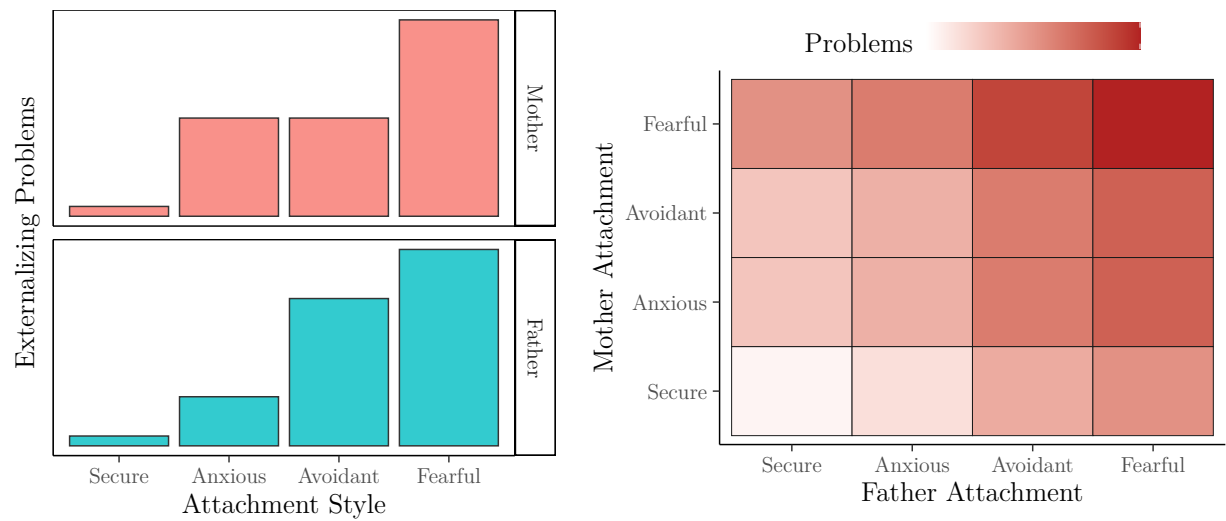 Externalizing Problems
Mother
Father
Secure Anxious Avoidant Fearful
Attachment Style
Problems
Mother Attachment
Fearful
Avoidant
Anxious
Secure
Secure Anxious Avoidant Fearful
Father Attachment